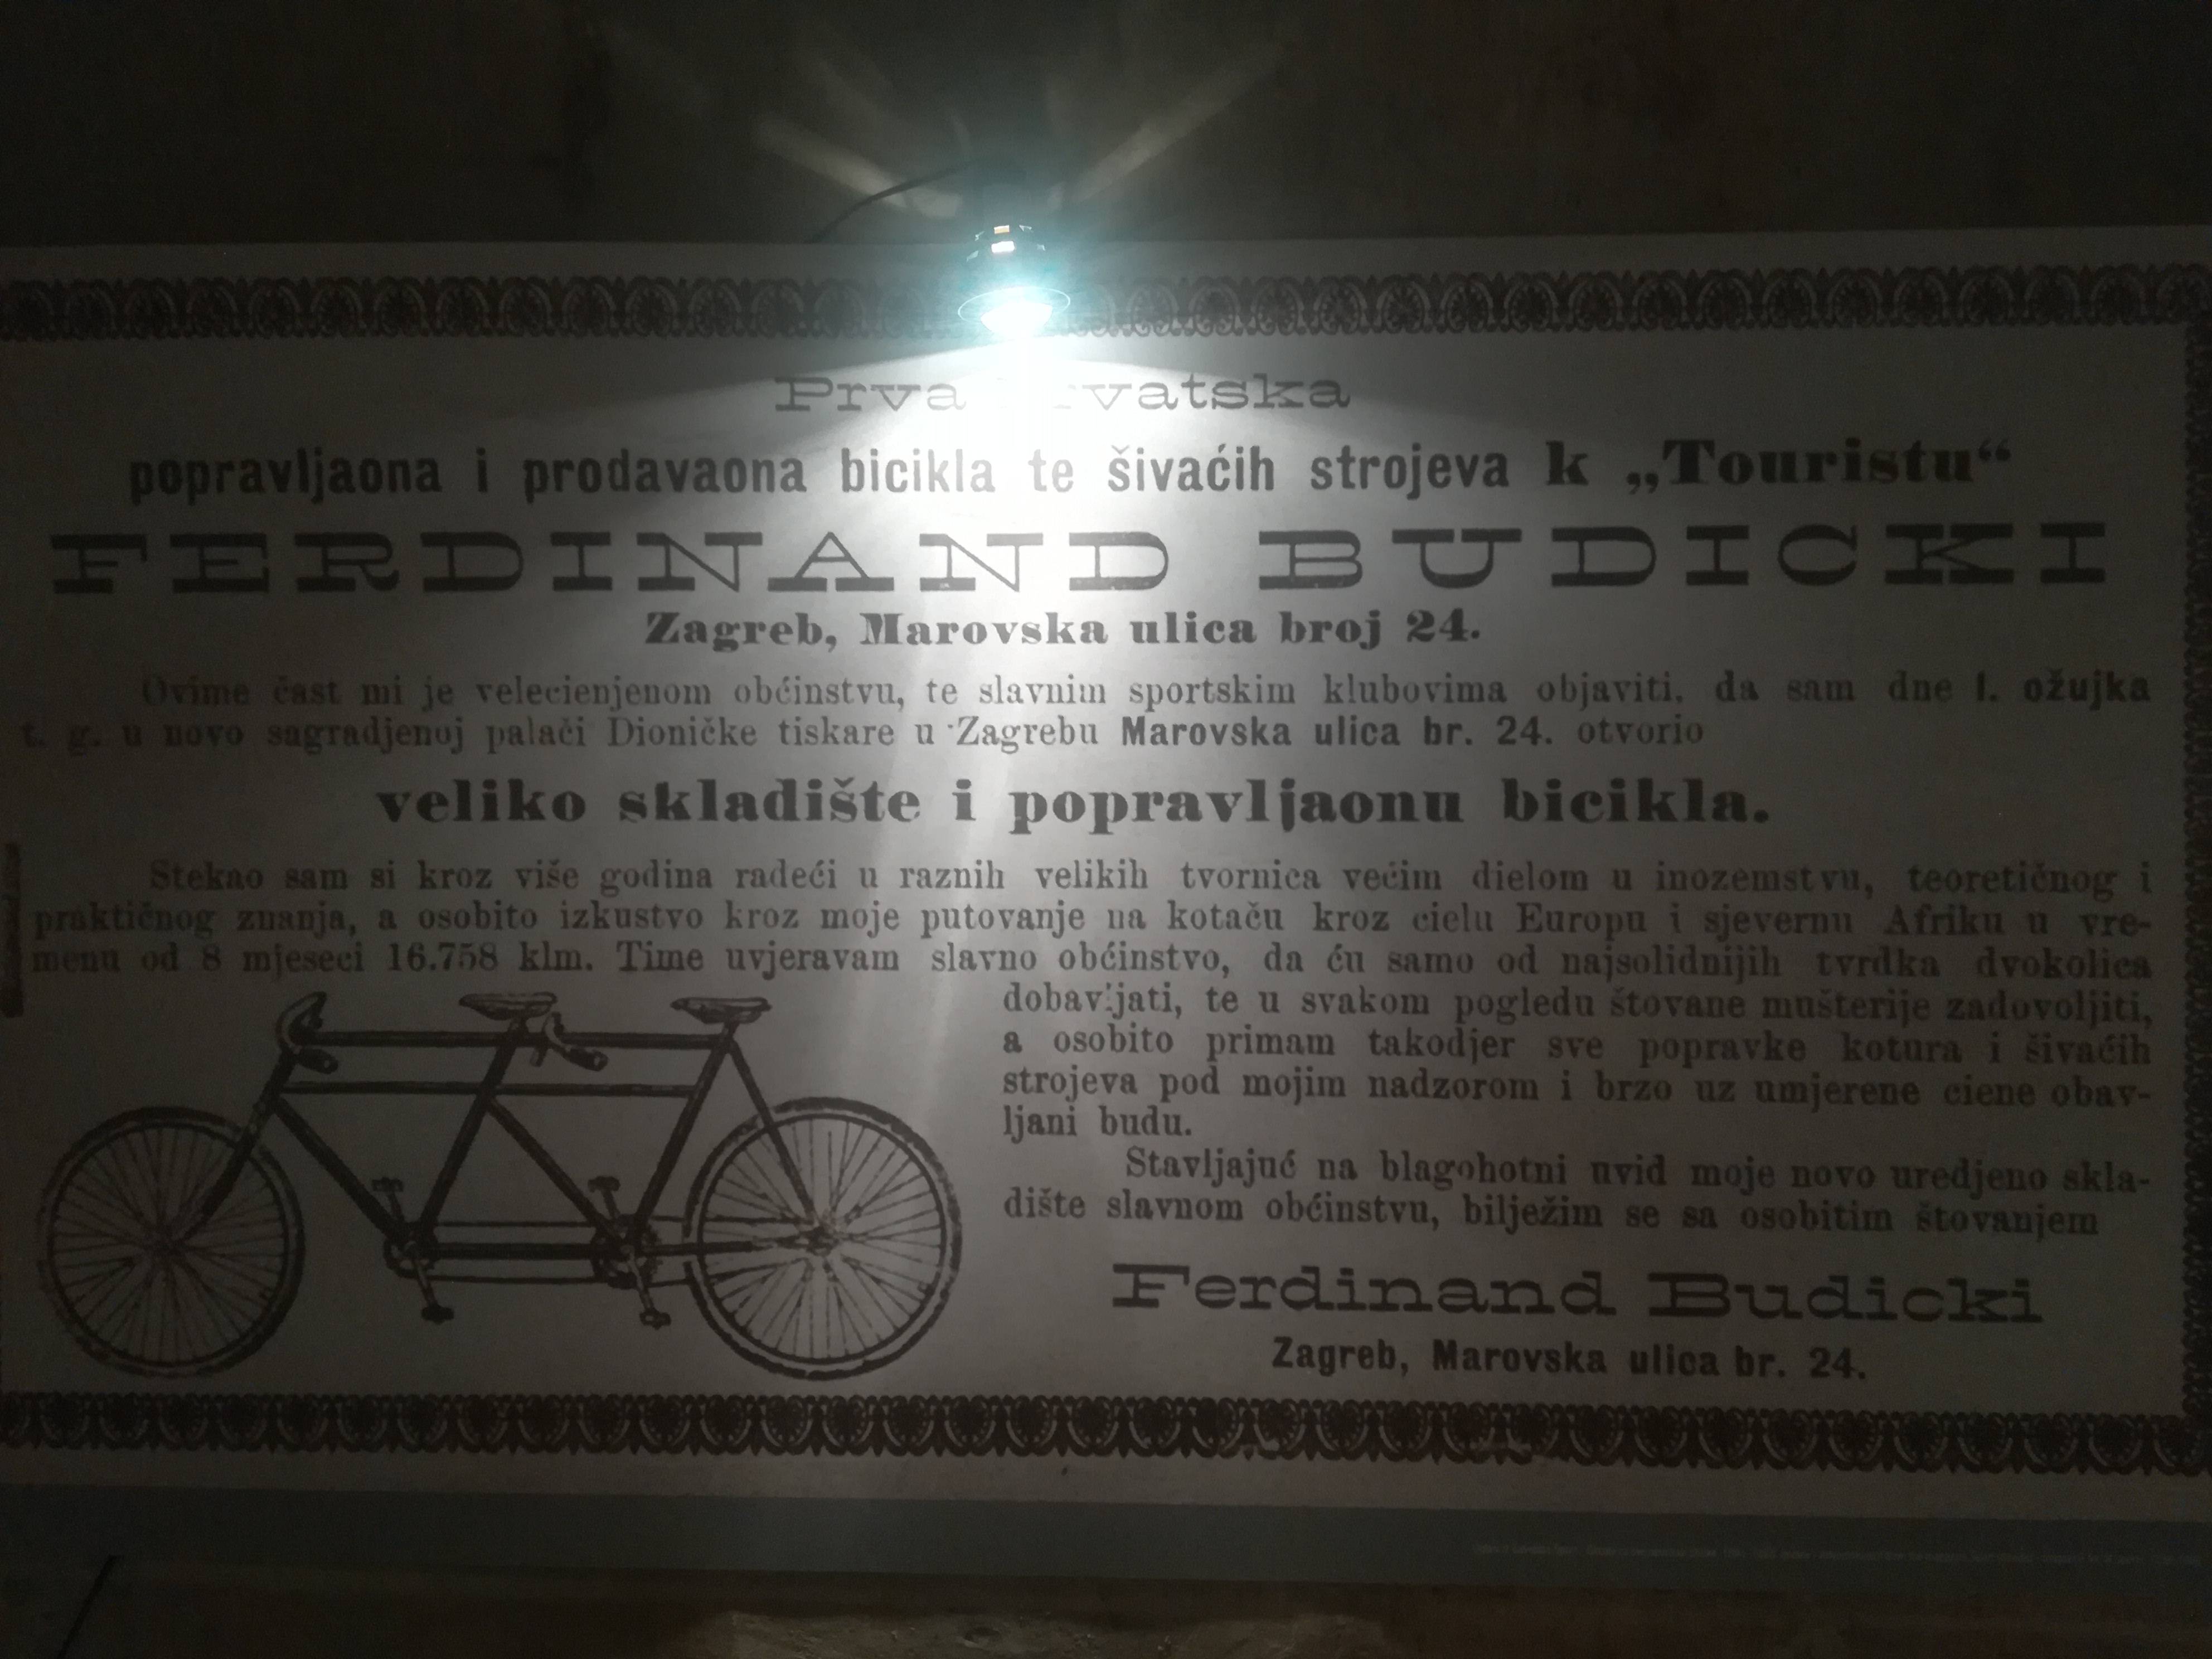 Prva
popravljaona i prodavaona bicikla te šivaćih strojeva k „Touristu“
FERDINAND BUDICKI
Zagreb, Marovska ulica broj 24.
Ovime čast mi je velecienjenom obćinstvu, te slavnim sportskim klubovima objaviti, da sam dne 1. ožujka
t. g. u novo sagradjenoj palači Dioničke tiskare u Zagrebu Marovska ulica br. 24. otvorio
veliko skladište i popravljaonu bicikla.
Stekao sam si kroz više godina radeći u raznih velikih tvornica većim dielom u inozemstvu, teoretičnog i
praktičnog znanja, a osobito izkustvo kroz moje putovanje na kotaču kroz cielu Europu i sjevernu Afriku u vre-
menu od 8 mjeseci 16.758 klm. Time uvjeravam slavno obćinstvo, da ću samo od najsolidnijih tvrdka dvokolica
dobavljati, te u svakom pogledu štovane mušterije zadovoljiti,
a osobito primam takodjer sve popravke kotura i šivaćih
strojeva pod mojim nadzorom i brzo uz umjerene ciene obav-
ljani budu.
Stavljajuć na blagohotni uvid moje novo uredjeno skla-
dište slavnom obćinstvu, bilježim se sa osobitim štovanjem
Ferdinand Budicki
Zagreb, Marovska ulica br. 24.